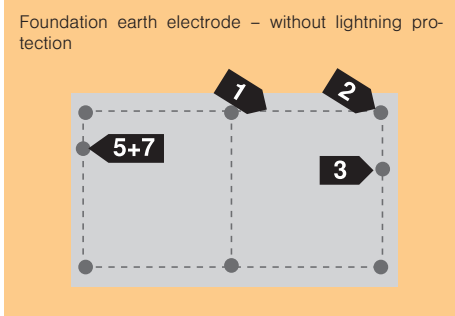 Foundation earth electrode – without lightning pro-
tection
1
2
5+7
3